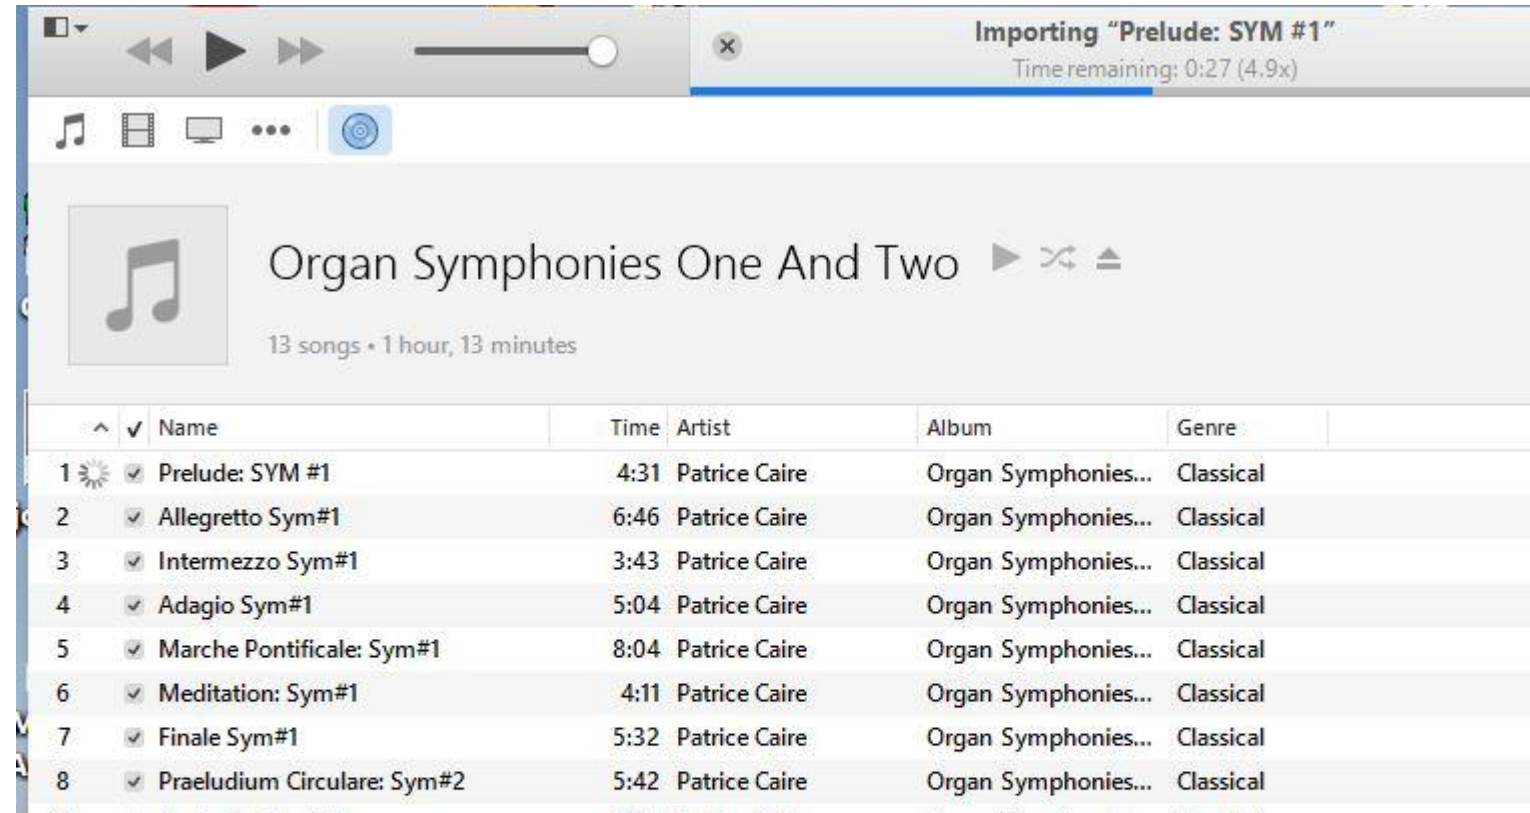 Importing “Prelude: SYM #1”
Time remaining: 0:27 (4.9x)
Organ Symphonies One And Two
13 songs • 1 hour, 13 minutes
Name Time Artist Album Genre
1 Prelude: SYM #1 4:31 Patrice Caire Organ Symphonies... Classical
2 Allegretto Sym#1 6:46 Patrice Caire Organ Symphonies... Classical
3 Intermezzo Sym#1 3:43 Patrice Caire Organ Symphonies... Classical
4 Adagio Sym#1 5:04 Patrice Caire Organ Symphonies... Classical
5 Marche Pontificale: Sym#1 8:04 Patrice Caire Organ Symphonies... Classical
6 Meditation: Sym#1 4:11 Patrice Caire Organ Symphonies... Classical
7 Finale Sym#1 5:32 Patrice Caire Organ Symphonies... Classical
8 Praeludium Circulare: Sym#2 5:42 Patrice Caire Organ Symphonies... Classical